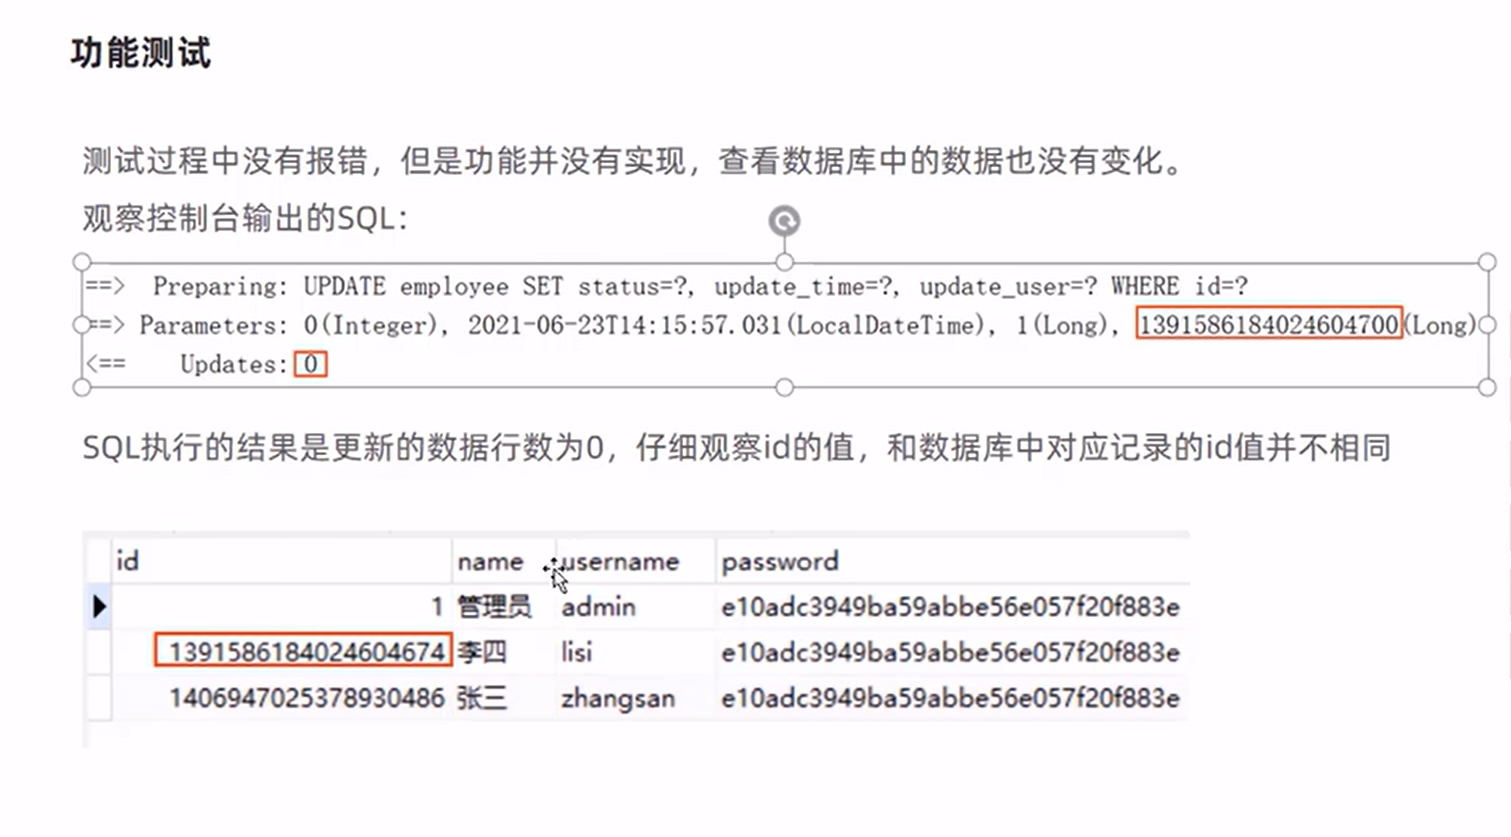 功能测试
测试过程中没有报错，但是功能并没有实现，查看数据库中的数据也没有变化。
观察控制台输出的SQL：
==>  Preparing: UPDATE employee SET status=?, update_time=?, update_user=? WHERE id=?
==> Parameters: 0(Integer), 2021-06-23T14:15:57.031(LocalDateTime), 1(Long), 1391586184024604700(Long)
<==    Updates: 0
SQL执行的结果是更新的数据行数为0，仔细观察id的值，和数据库中对应记录的id值并不相同
id name username password
1 管理员 admin e10adc3949ba59abbe56e057f20f883e
1391586184024604674 李四 lisi e10adc3949ba59abbe56e057f20f883e
1406947025378930486 张三 zhangsan e10adc3949ba59abbe56e057f20f883e